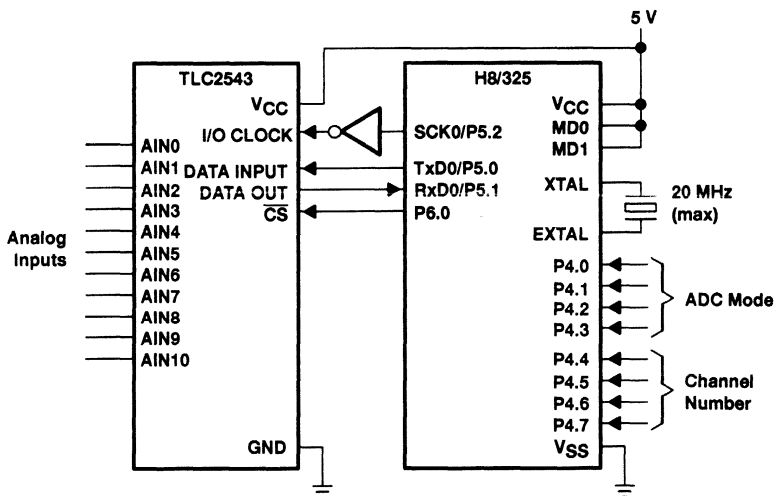 5 V
TLC2543
H8/325
VCC
I/O CLOCK
DATA INPUT
DATA OUT
CS
SCK0/P5.2
TxD0/P5.0
RxD0/P5.1
P6.0
VCC
MD0
MD1
XTAL
EXTAL
20 MHz
(max)
AIN0
AIN1
AIN2
AIN3
AIN4
AIN5
AIN6
AIN7
AIN8
AIN9
AIN10
Analog
Inputs
P4.0
P4.1
P4.2
P4.3
ADC Mode
P4.4
P4.5
P4.6
P4.7
Channel
Number
GND
VSS